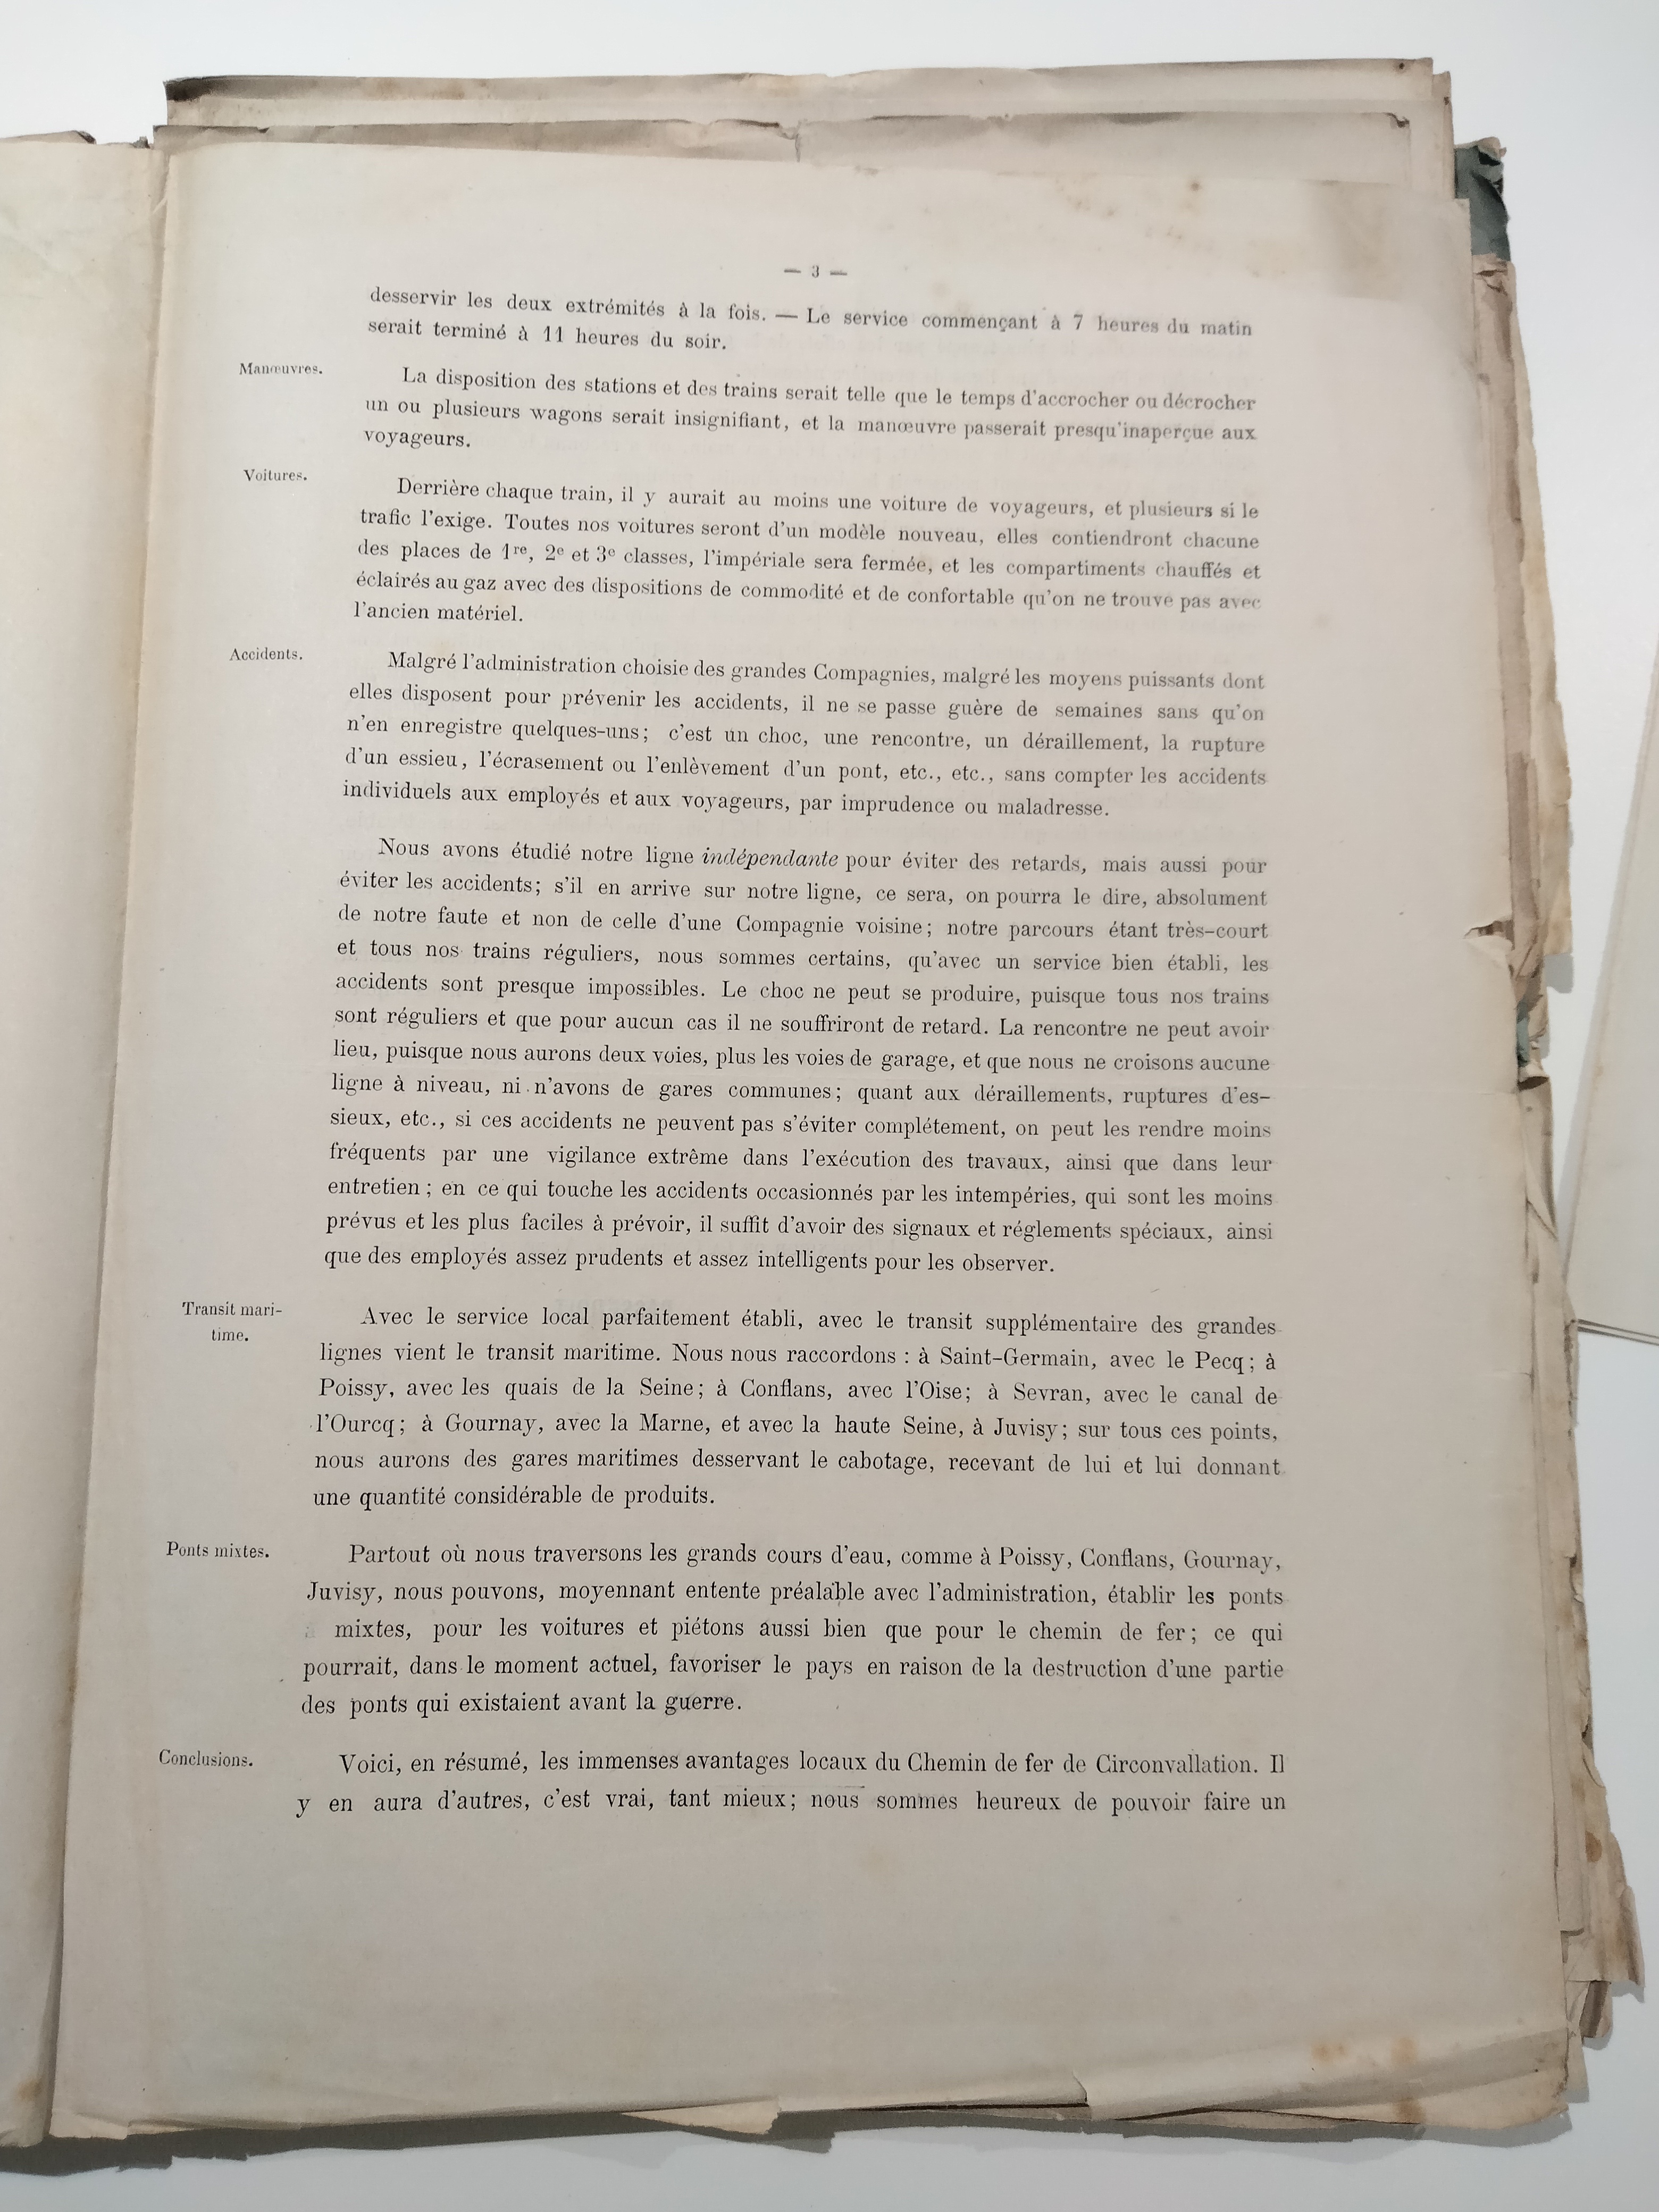 — 3 —
desservir les deux extrémités à la fois. — Le service commençant à 7 heures du matin
serait terminé à 11 heures du soir.
Manœuvres.
La disposition des stations et des trains serait telle que le temps d'accrocher ou décrocher
un ou plusieurs wagons serait insignifiant, et la manœuvre passerait presqu'inaperçue aux
voyageurs.
Voitures.
Derrière chaque train, il y aurait au moins une voiture de voyageurs, et plusieurs si le
trafic l'exige. Toutes nos voitures seront d'un modèle nouveau, elles contiendront chacune
des places de 1re, 2e et 3e classes, l'impériale sera fermée, et les compartiments chauffés et
éclairés au gaz avec des dispositions de commodité et de confortable qu'on ne trouve pas avec
l'ancien matériel.
Accidents.
Malgré l'administration choisie des grandes Compagnies, malgré les moyens puissants dont
elles disposent pour prévenir les accidents, il ne se passe guère de semaines sans qu'on
n'en enregistre quelques-uns; c'est un choc, une rencontre, un déraillement, la rupture
d'un essieu, l'écrasement ou l'enlèvement d'un pont, etc., etc., sans compter les accidents
individuels aux employés et aux voyageurs, par imprudence ou maladresse.
Nous avons étudié notre ligne indépendante pour éviter des retards, mais aussi pour
éviter les accidents; s'il en arrive sur notre ligne, ce sera, on pourra le dire, absolument
de notre faute et non de celle d'une Compagnie voisine; notre parcours étant très-court
et tous nos trains réguliers, nous sommes certains, qu'avec un service bien établi, les
accidents sont presque impossibles. Le choc ne peut se produire, puisque tous nos trains
sont réguliers et que pour aucun cas il ne souffriront de retard. La rencontre ne peut avoir
lieu, puisque nous aurons deux voies, plus les voies de garage, et que nous ne croisons aucune
ligne à niveau, ni n'avons de gares communes; quant aux déraillements, ruptures d'es-
sieux, etc., si ces accidents ne peuvent pas s'éviter complétement, on peut les rendre moins
fréquents par une vigilance extrême dans l'exécution des travaux, ainsi que dans leur
entretien; en ce qui touche les accidents occasionnés par les intempéries, qui sont les moins
prévus et les plus faciles à prévoir, il suffit d'avoir des signaux et réglements spéciaux, ainsi
que des employés assez prudents et assez intelligents pour les observer.
Transit mari-
time.
Avec le service local parfaitement établi, avec le transit supplémentaire des grandes
lignes vient le transit maritime. Nous nous raccordons : à Saint-Germain, avec le Pecq; à
Poissy, avec les quais de la Seine; à Conflans, avec l'Oise; à Sevran, avec le canal de
l'Ourcq; à Gournay, avec la Marne, et avec la haute Seine, à Juvisy; sur tous ces points,
nous aurons des gares maritimes desservant le cabotage, recevant de lui et lui donnant
une quantité considérable de produits.
Ponts mixtes.
Partout où nous traversons les grands cours d'eau, comme à Poissy, Conflans, Gournay,
Juvisy, nous pouvons, moyennant entente préalable avec l'administration, établir les ponts
mixtes, pour les voitures et piétons aussi bien que pour le chemin de fer; ce qui
pourrait, dans le moment actuel, favoriser le pays en raison de la destruction d'une partie
des ponts qui existaient avant la guerre.
Conclusions.
Voici, en résumé, les immenses avantages locaux du Chemin de fer de Circonvallation. Il
y en aura d'autres, c'est vrai, tant mieux; nous sommes heureux de pouvoir faire un